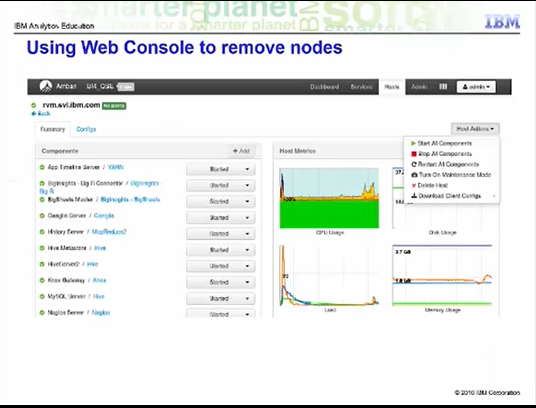 IBM Analytics Education
IBM
Using Web Console to remove nodes
Ambari
Dashboard Services Hosts Admin admin
rvm.svl.ibm.com No alerts
Back
Summary Configs
Host Actions
Start All Components
Stop All Components
Restart All Components
Turn On Maintenance Mode
Delete Host
Download Client Configs
Components
+ Add
App Timeline Server / YARN Started
BigInsights - Big R Connector / BigInsights -
Big R Started
BigSheets Master / BigInsights - BigSheets Started
Ganglia Server / Ganglia Started
History Server / MapReduce2 Started
Hive Metastore / Hive Started
HiveServer2 / Hive Started
Knox Gateway / Knox Started
MySQL Server / Hive Started
Nagios Server / Nagios Started
Host Metrics
100%
CPU Usage
Disk Usage
20
Load
Memory Usage
IBM Corporation